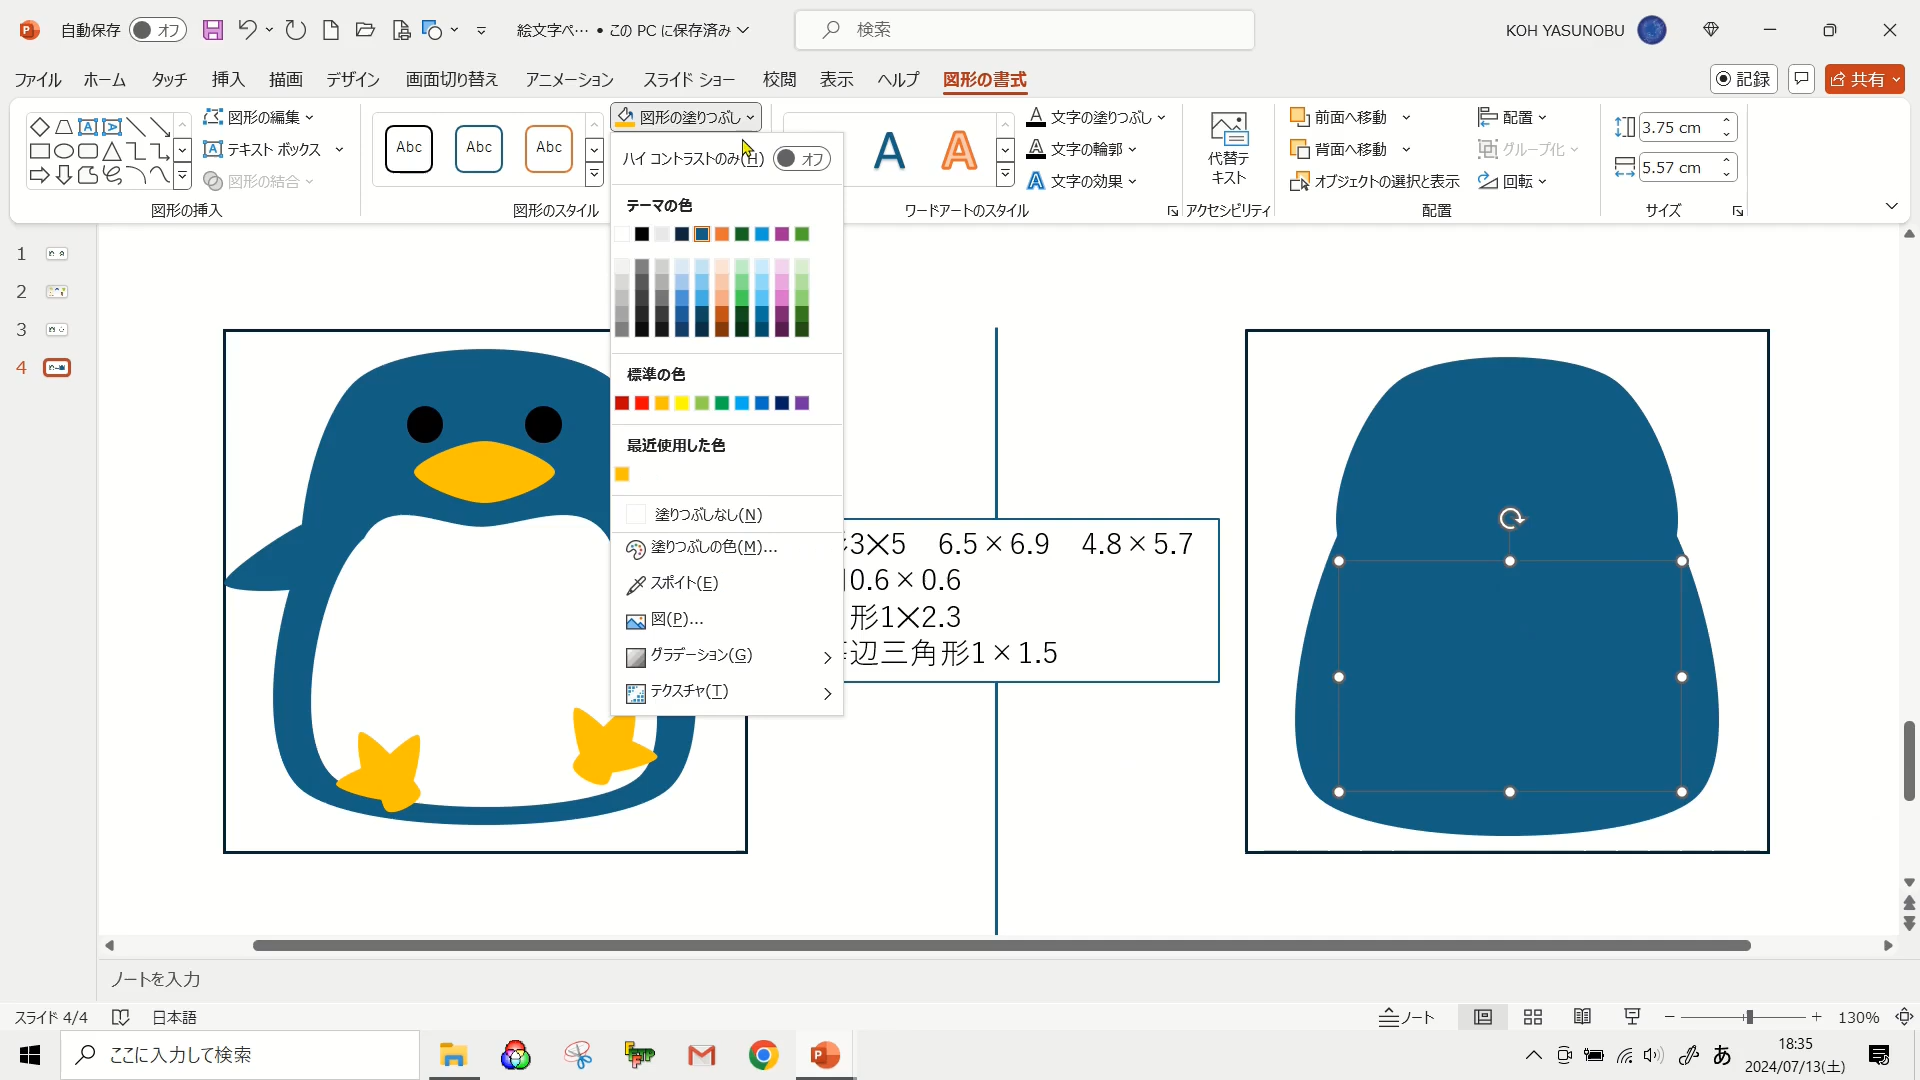 自動保存 オフ 絵文字ペ… • この PC に保存済み 検索 KOH YASUNOBU
ファイル ホーム タッチ 挿入 描画 デザイン 画面切り替え アニメーション スライド ショー 校閲 表示 ヘルプ 図形の書式 記録 共有
図形の編集
テキスト ボックス
図形の結合
図形の挿入
Abc Abc Abc
図形のスタイル
図形の塗りつぶし
ハイ コントラストのみ(H) オフ
テーマの色
標準の色
最近使用した色
塗りつぶしなし(N)
塗りつぶしの色(M)...
スポイト(E)
図(P)...
グラデーション(G)
テクスチャ(T)
A A
文字の塗りつぶし
文字の輪郭
文字の効果
ワードアートのスタイル
代替テ
キスト
アクセシビリティ
前面へ移動
背面へ移動
オブジェクトの選択と表示
配置
グループ化
回転
配置
3.75 cm
5.57 cm
サイズ
1
2
3
4
3×5 6.5×6.9 4.8×5.7
0.6×0.6
形1×2.3
辺三角形1×1.5
ノートを入力
スライド 4/4 日本語 ノート 130%
ここに入力して検索
あ
18:35
2024/07/13(土)